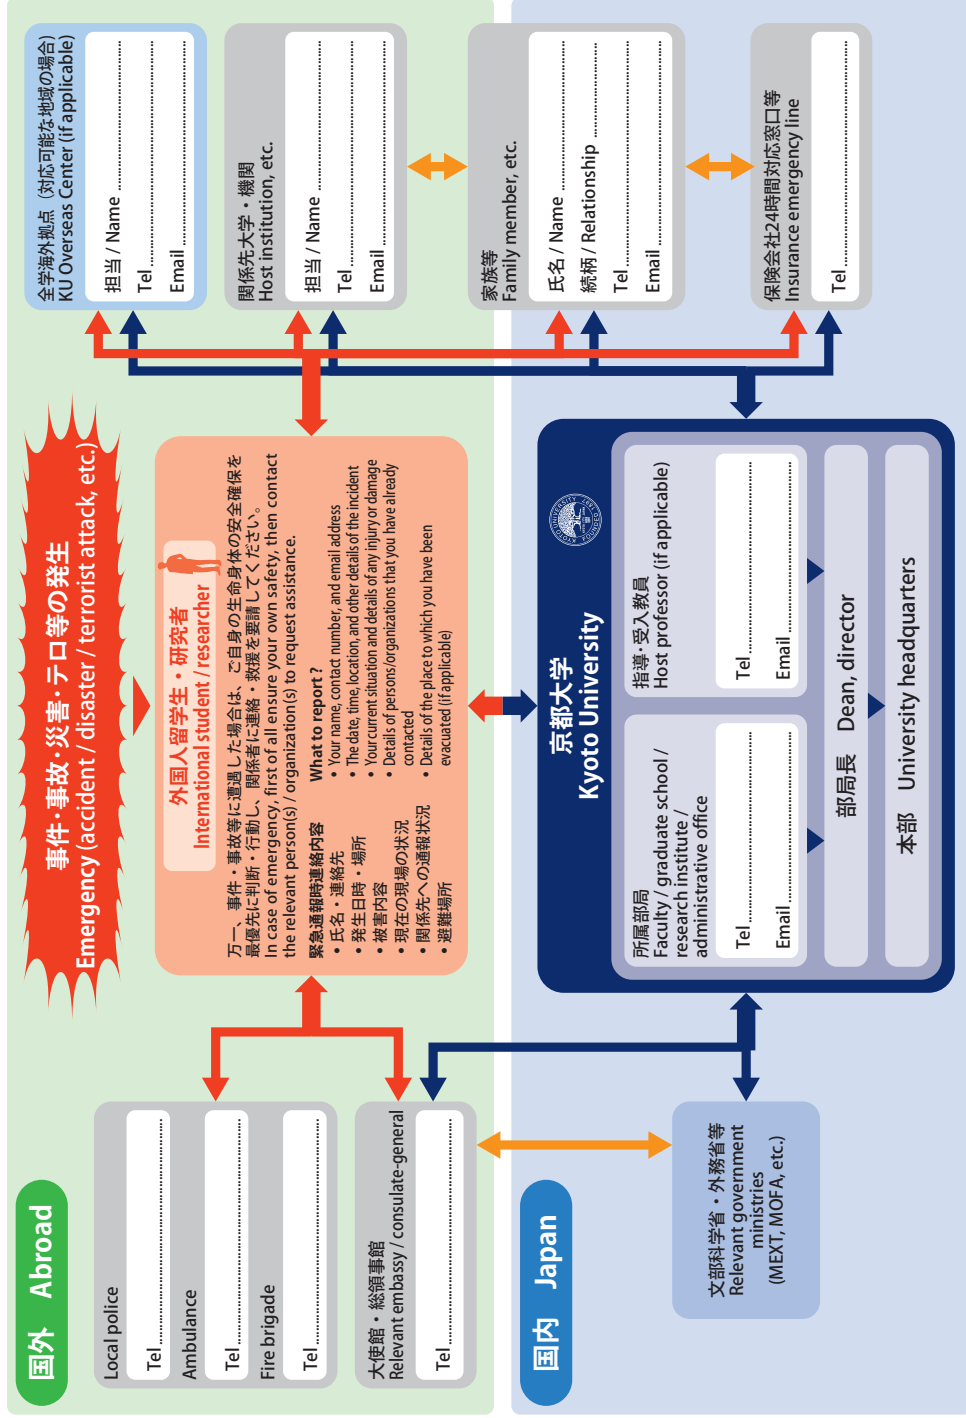 国外 Abroad
事件・事故・災害・テロ等の発生
Emergency (accident / disaster / terrorist attack, etc.)
Local police
Tel
Ambulance
Tel
Fire brigade
Tel
大使館・総領事館
Relevant embassy / consulate-general
Tel
外国人留学生・研究者
International student / researcher
万一、事件・事故等に遭遇した場合は、ご自身の生命身体の安全確保を
最優先に判断・行動し、関係者に連絡・救援を要請してください。
In case of emergency, first of all ensure your own safety, then contact
the relevant person(s) / organization(s) to request assistance.
緊急通報時連絡内容
• 氏名・連絡先
• 発生日時・場所
• 被害内容
• 現在の現場の状況
• 関係先への通報状況
• 避難場所
What to report ?
• Your name, contact number, and email address
• The date, time, location, and other details of the incident
• Your current situation and details of any injury or damage
• Details of persons/organizations that you have already
contacted
• Details of the place to which you have been
evacuated (if applicable)
全学海外拠点（対応可能な地域の場合）
KU Overseas Center (if applicable)
担当 / Name
Tel
Email
関係先大学・機関
Host institution, etc.
担当 / Name
Tel
Email
家族等
Family member, etc.
氏名 / Name
続柄 / Relationship
Tel
Email
保険会社24時間対応窓口等
Insurance emergency line
Tel
国内 Japan
文部科学省・外務省等
Relevant government
ministries
(MEXT, MOFA, etc.)
京都大学
Kyoto University
KYOTO UNIVERSITY
FOUNDED 1897
所属部局
Faculty / graduate school /
research institute /
administrative office
Tel
Email
指導・受入教員
Host professor (if applicable)
Tel
Email
部局長 Dean, director
本部 University headquarters